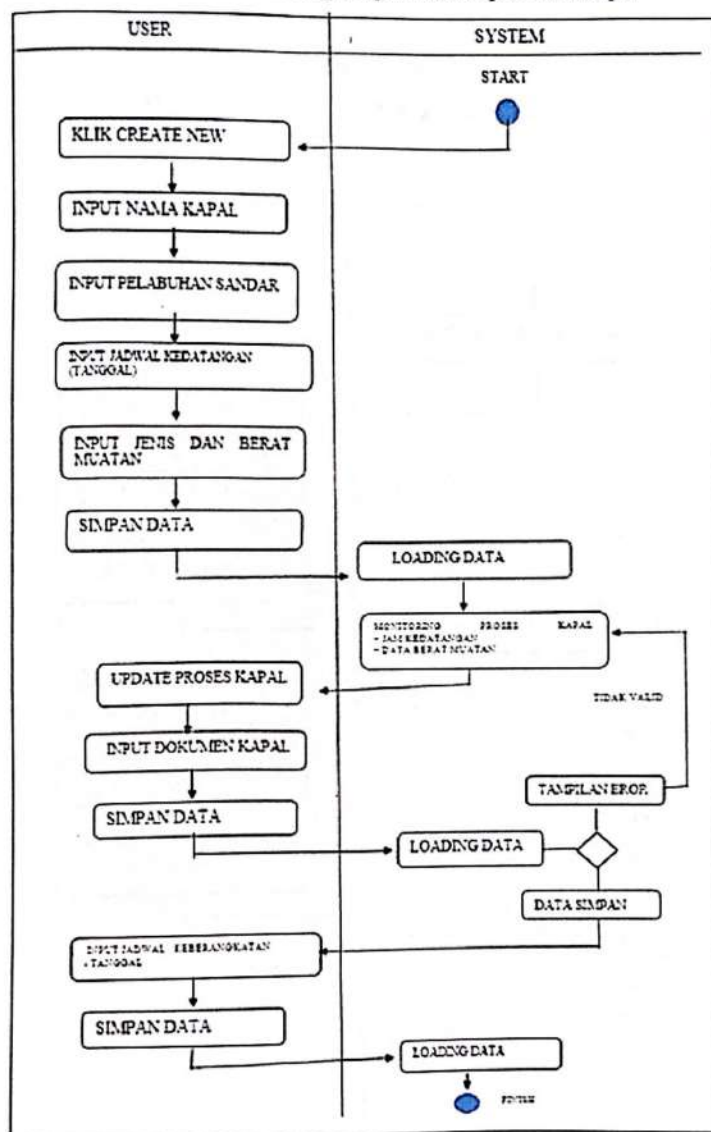 USER
SYSTEM
START
KLIK CREATE NEW
INPUT NAMA KAPAL
INPUT PELABUHAN SANDAR
INPUT JADWAL KEDATANGAN
(TANGGAL)
INPUT JENIS DAN BERAT
MUATAN
SIMPAN DATA
LOADING DATA
MONITORING PROSES KAPAL
- JAM KEDATANGAN
- DATA BERAT MUATAN
UPDATE PROSES KAPAL
TIDAK VALID
INPUT DOKUMEN KAPAL
TAMPILAN EROR
SIMPAN DATA
LOADING DATA
DATA SIMPAN
INPUT JADWAL KEBERANGKATAN
- TANGGAL
SIMPAN DATA
LOADING DATA
FINISH